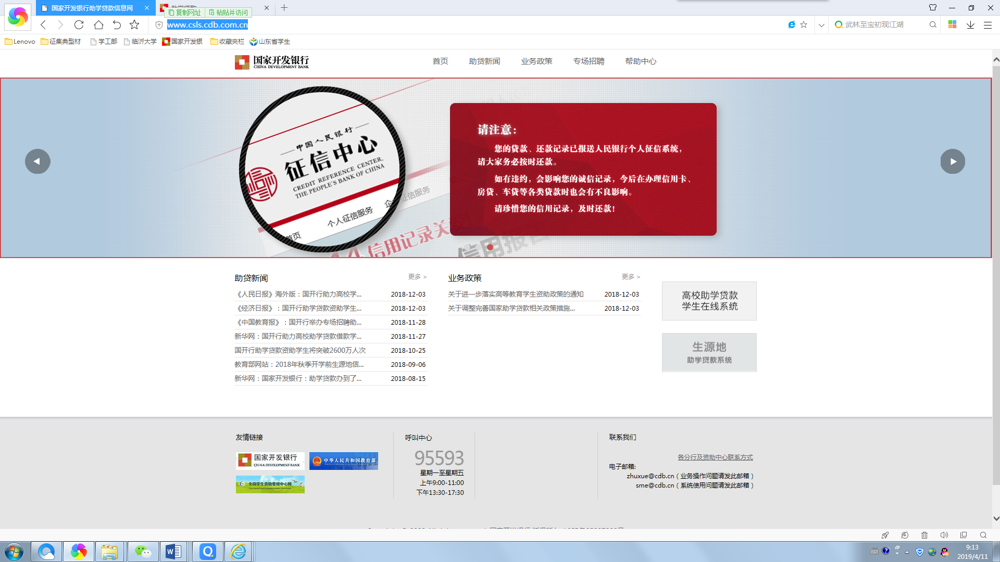 国家开发银行助学贷款信息网
复制网址
粘贴并访问
www.csls.cdb.com.cn
武林至宝初现江湖
Lenovo
征集典型材
学工部
临沂大学
国家开发银
收藏夹栏
山东省学生
国家开发银行
CHINA DEVELOPMENT BANK
首页
助贷新闻
业务政策
专场招聘
帮助中心
中国人民银行
征信中心
CREDIT REFERENCE CENTER,
THE PEOPLE'S BANK OF CHINA
首页
个人征信服务
企业征信服务
信用记录关
信用报告
请注意：
您的贷款、还款记录已报送人民银行个人征信系统，
请大家务必按时还款。
如有违约，会影响您的诚信记录，今后在办理信用卡、
房贷、车贷等各类贷款时也会有不良影响。
请珍惜您的信用记录，及时还款！
助贷新闻
更多 >
《人民日报》海外版：国开行助力高校学... 2018-12-03
《经济日报》：国开行助学贷款资助学生... 2018-12-03
《中国教育报》：国开行举办专场招聘助... 2018-11-28
新华网：国开行助力高校助学贷款借款学... 2018-11-27
国开行助学贷款资助学生将突破2600万人次 2018-10-25
教育部网站：2018年秋季开学前生源地信... 2018-09-06
新华网：国家开发银行：助学贷款办到了... 2018-08-15
业务政策
更多 >
关于进一步落实高等教育学生资助政策的通知 2018-12-03
关于调整完善国家助学贷款相关政策措施... 2018-12-03
高校助学贷款
学生在线系统
生源地
助学贷款系统
友情链接
国家开发银行
CHINA DEVELOPMENT BANK
中华人民共和国教育部
全国学生资助管理中心网
呼叫中心
95593
星期一至星期五
上午9:00-11:00
下午13:30-17:30
联系我们
各分行及资助中心联系方式
电子邮箱:
zhuxue@cdb.cn（业务操作问题请发此邮箱）
sme@cdb.cn（系统使用问题请发此邮箱）
9:13
2019/4/11